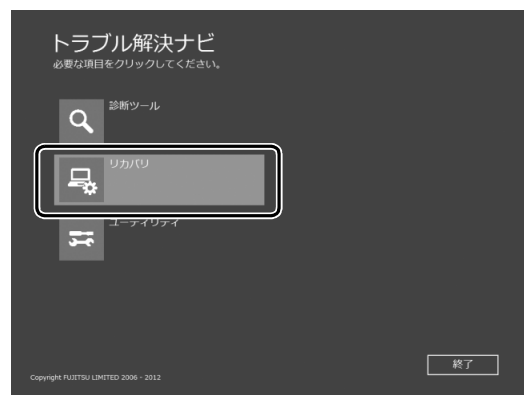 トラブル解決ナビ
必要な項目をクリックしてください。
診断ツール
リカバリ
ユーティリティ
終了
Copyright FUJITSU LIMITED 2006 - 2012